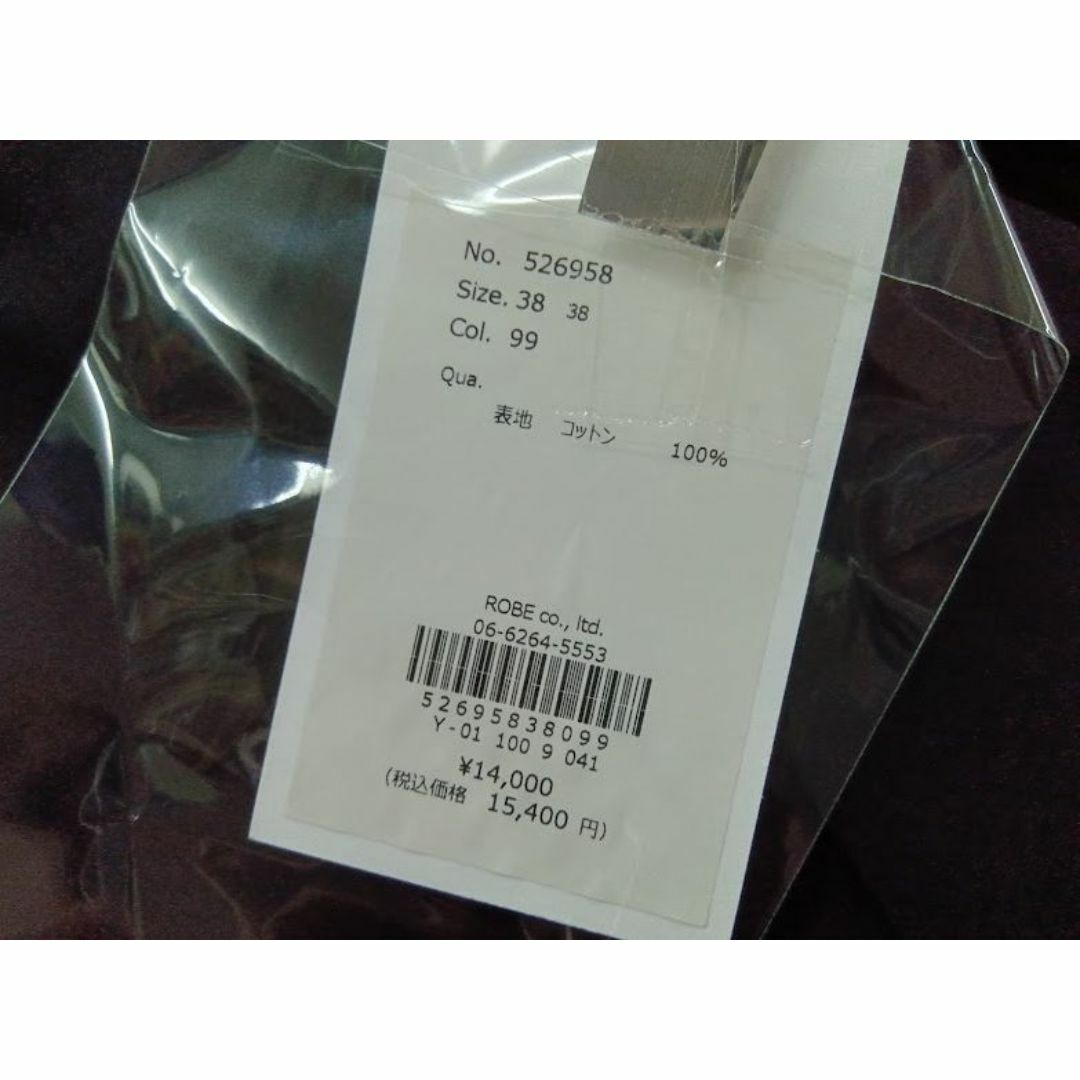 No. 526958
Size. 38 38
Col. 99
Qua.
表地 コットン 100%
ROBE co., ltd.
06-6264-5553
52695838099
Y-01 100 9 041
¥14,000
(税込価格 15,400 円)